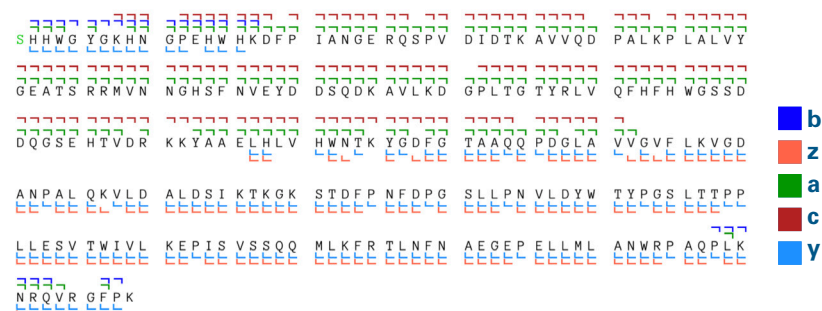 SHHWG YGKHN GPEHW HKDFP IANGER QSPV DIDTK AVVQD PALKP LALVY
GEATS RRMVN NGHSF NVEYD DSQDK AVLKD GPLTG TYRLV QFHFH WGSSD
DQGSE HTVDR KKYAA ELHLV HWNTK YGDFG TAAQQ PDGLA VVGVF LKVGD
ANPAL QKVLD ALDSI KTKGK STDFP NFDPG SLLPN VLDYW TYPGS LTTPP
LLESV TWIVL KEPIS VSSQQ MLKFR TLNFN AEGEP ELLML ANWRP AQPLK
NRQVR GFPK
b
z
a
c
y